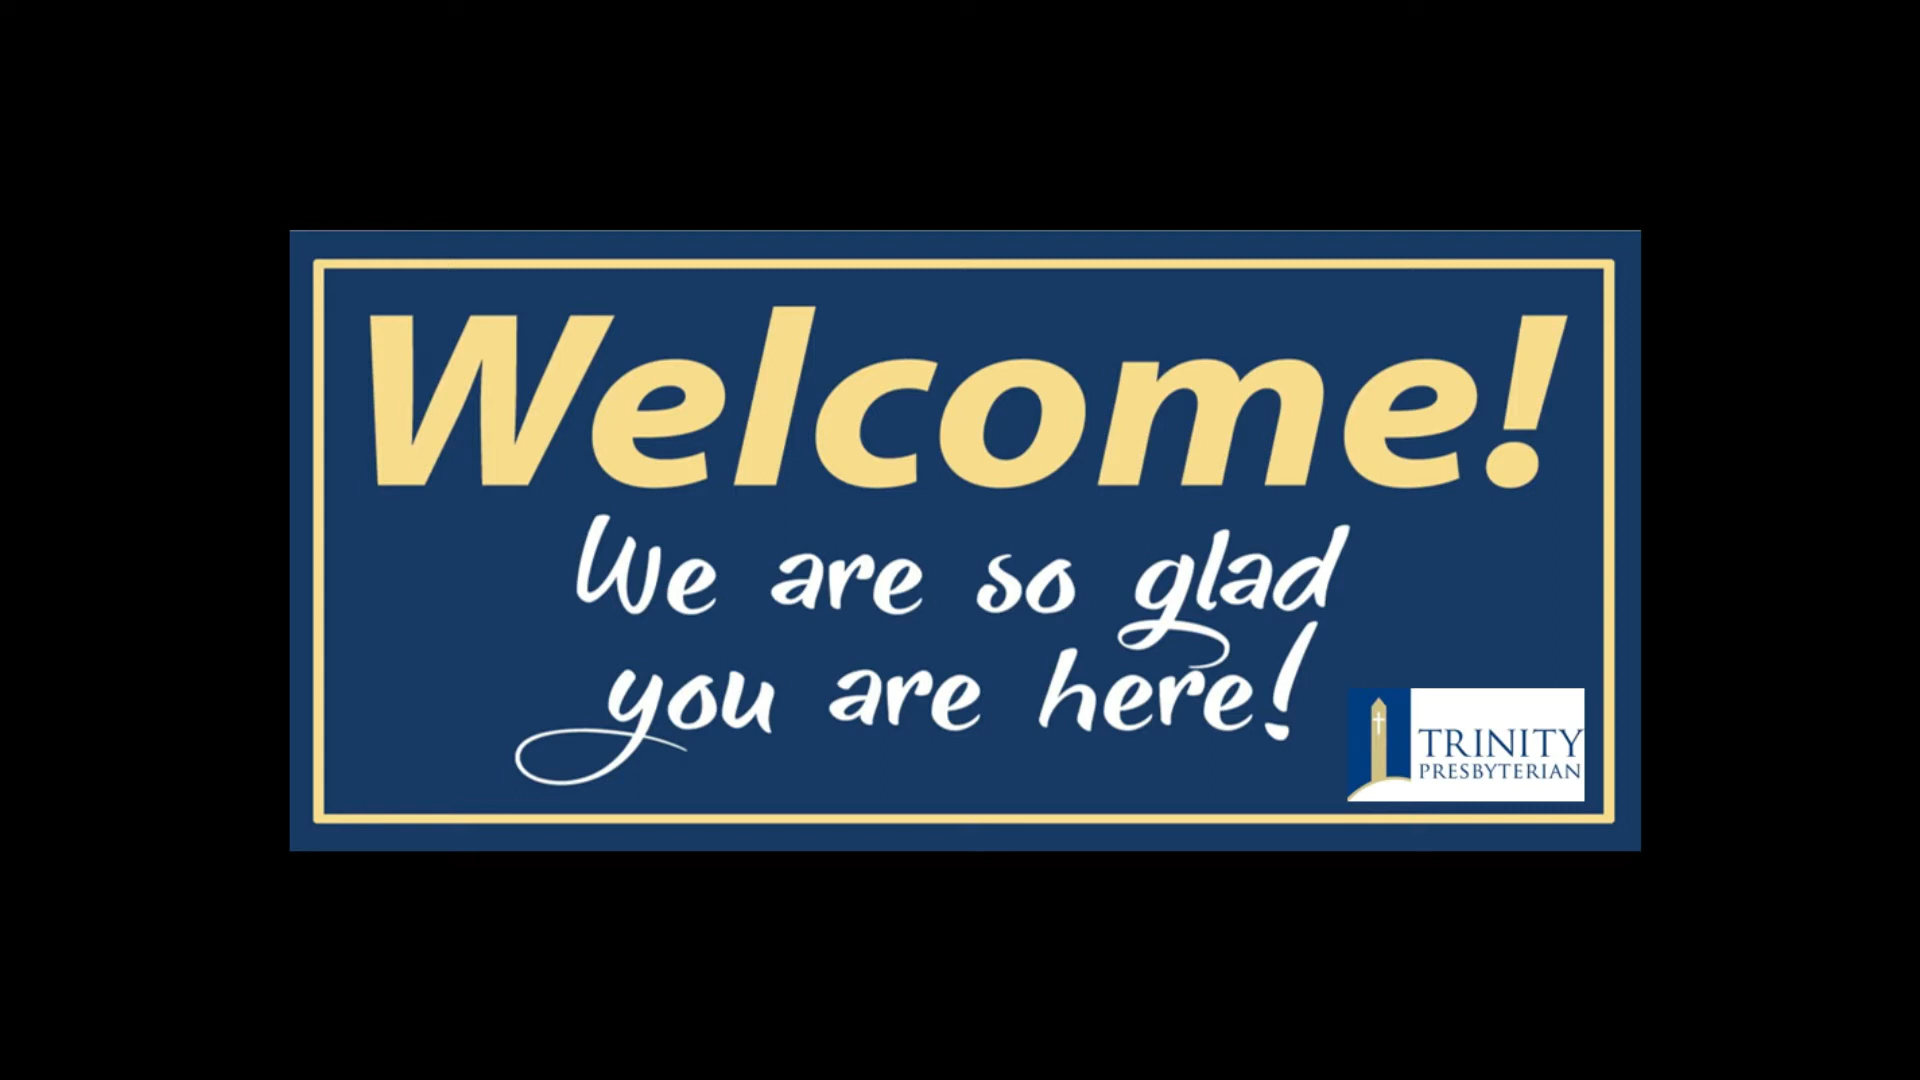 Welcome!
We are so glad
you are here!
TRINITY
PRESBYTERIAN